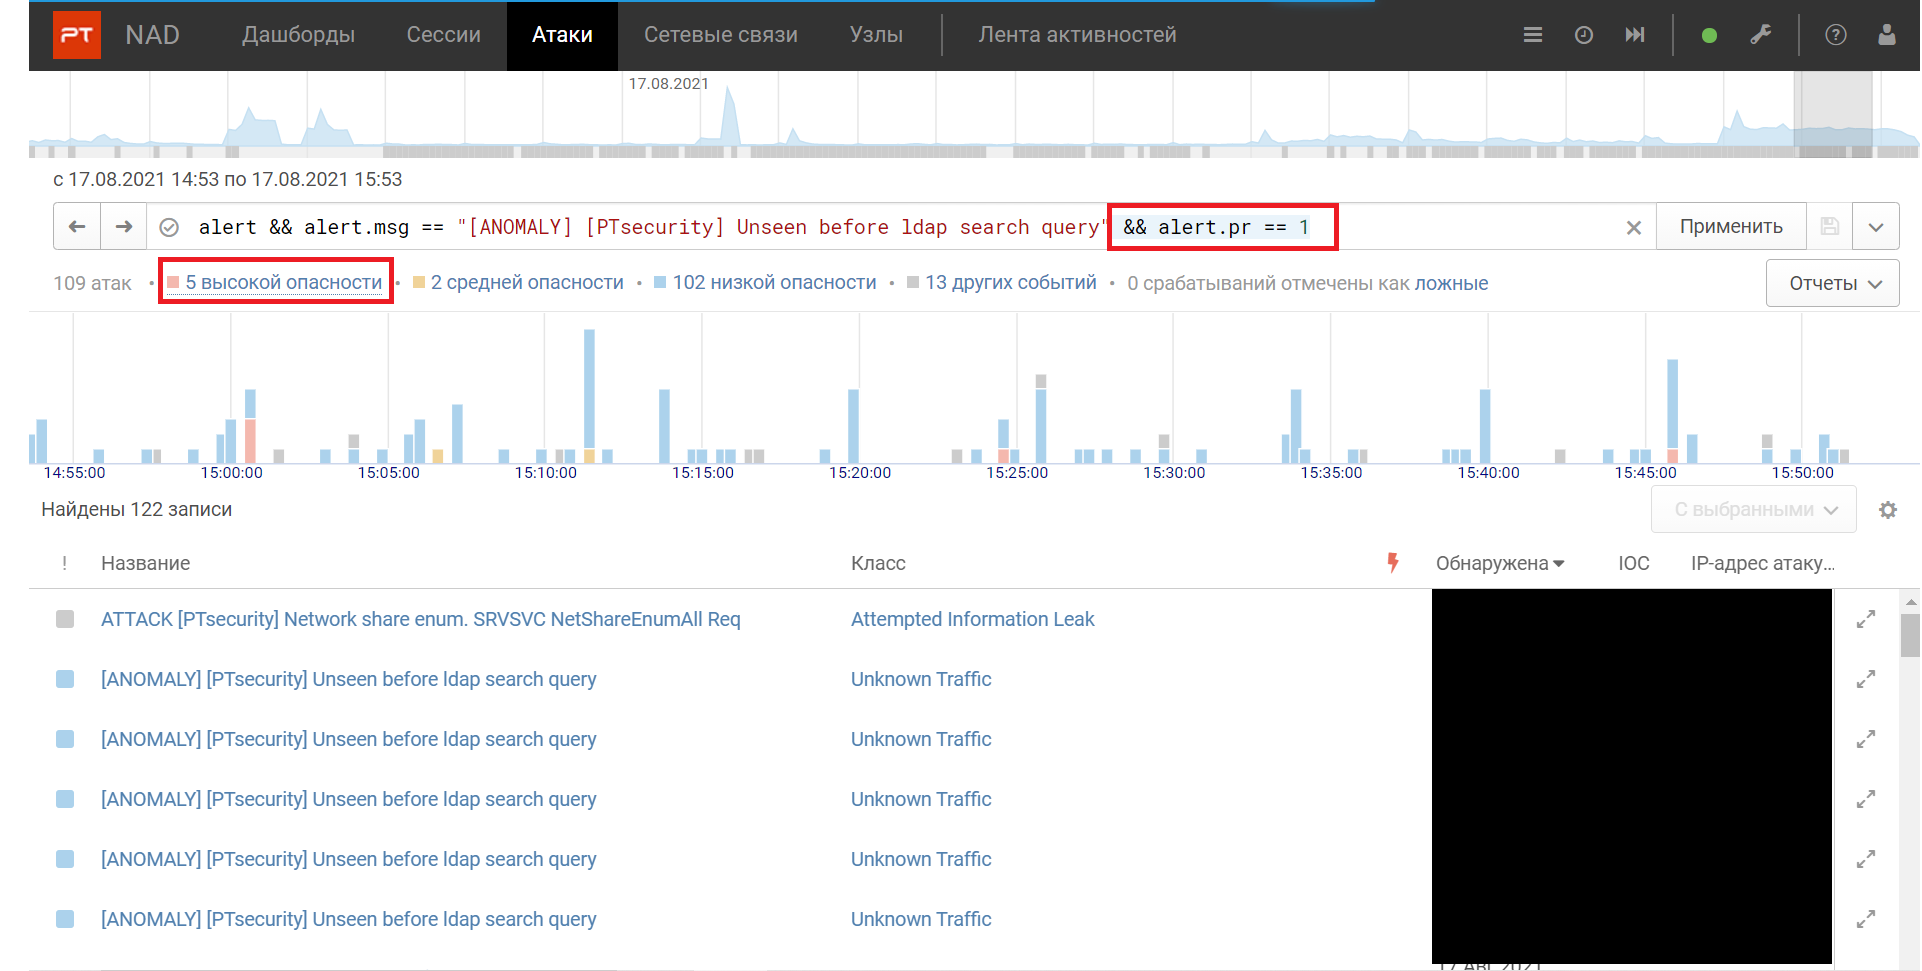 PT NAD Дашборды Сессии Атаки Сетевые связи Узлы Лента активностей
17.08.2021
с 17.08.2021 14:53 по 17.08.2021 15:53
alert && alert.msg == "[ANOMALY] [PTsecurity] Unseen before ldap search query" && alert.pr == 1 Применить
109 атак • 5 высокой опасности • 2 средней опасности • 102 низкой опасности • 13 других событий • 0 срабатываний отмечены как ложные Отчеты
14:55:00 15:00:00 15:05:00 15:10:00 15:15:00 15:20:00 15:25:00 15:30:00 15:35:00 15:40:00 15:45:00 15:50:00
Найдены 122 записи С выбранными
! Название Класс Обнаружена IOC IP-адрес атаку...
ATTACK [PTsecurity] Network share enum. SRVSVC NetShareEnumAll Req Attempted Information Leak
[ANOMALY] [PTsecurity] Unseen before ldap search query Unknown Traffic
[ANOMALY] [PTsecurity] Unseen before ldap search query Unknown Traffic
[ANOMALY] [PTsecurity] Unseen before ldap search query Unknown Traffic
[ANOMALY] [PTsecurity] Unseen before ldap search query Unknown Traffic
[ANOMALY] [PTsecurity] Unseen before ldap search query Unknown Traffic